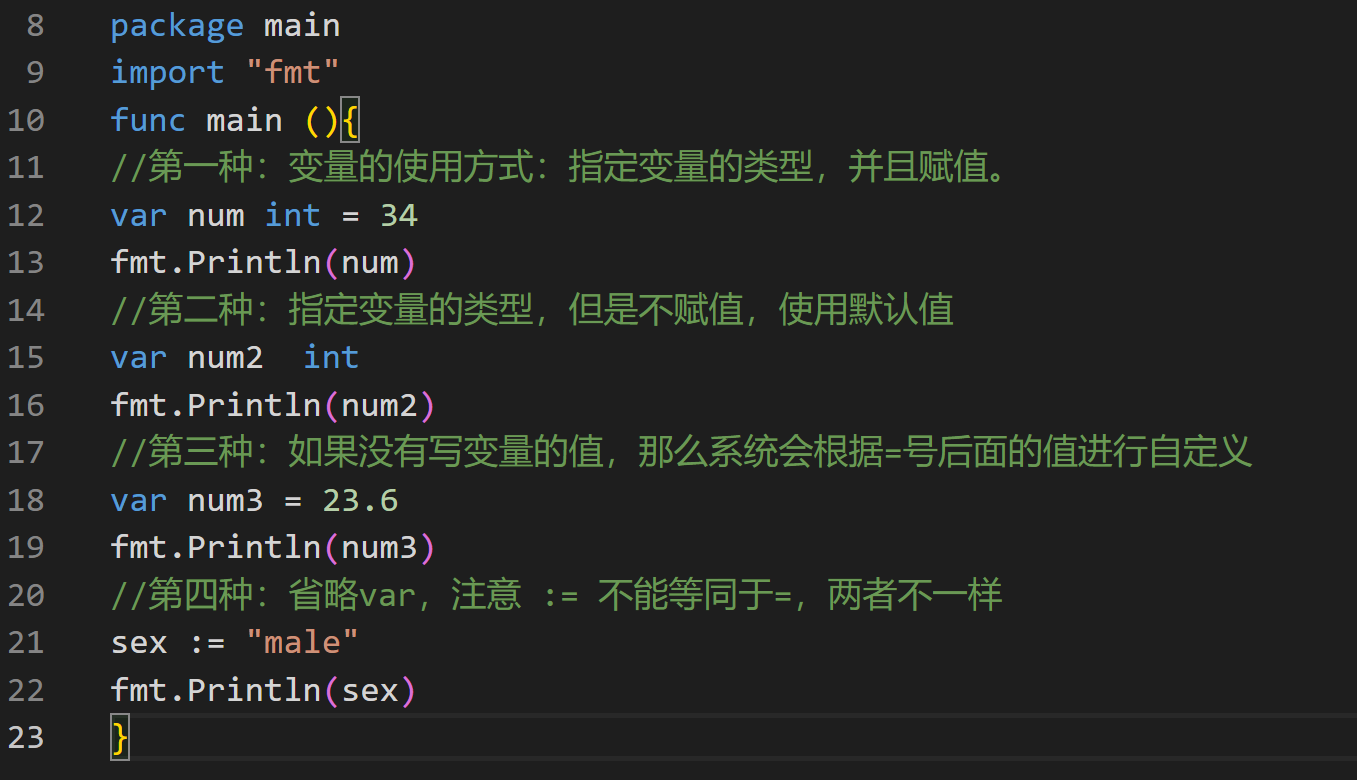 8 package main
9 import "fmt"
10 func main (){
11 //第一种：变量的使用方式：指定变量的类型，并且赋值。
12 var num int = 34
13 fmt.Println(num)
14 //第二种：指定变量的类型，但是不赋值，使用默认值
15 var num2  int
16 fmt.Println(num2)
17 //第三种：如果没有写变量的值，那么系统会根据=号后面的值进行自定义
18 var num3 = 23.6
19 fmt.Println(num3)
20 //第四种：省略var，注意 := 不能等同于=，两者不一样
21 sex := "male"
22 fmt.Println(sex)
23 }